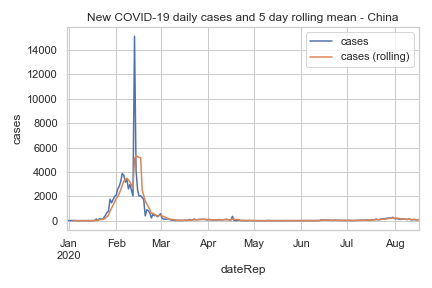 New COVID-19 daily cases and 5 day rolling mean - China
cases
cases (rolling)
14000
12000
10000
8000
6000
4000
2000
0
cases
Jan Feb Mar Apr May Jun Jul Aug
2020
dateRep